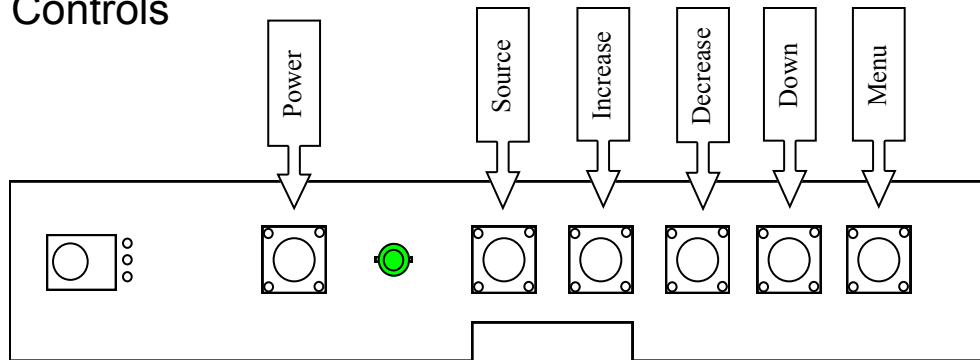 Controls
Power
Source
Increase
Decrease
Down
Menu